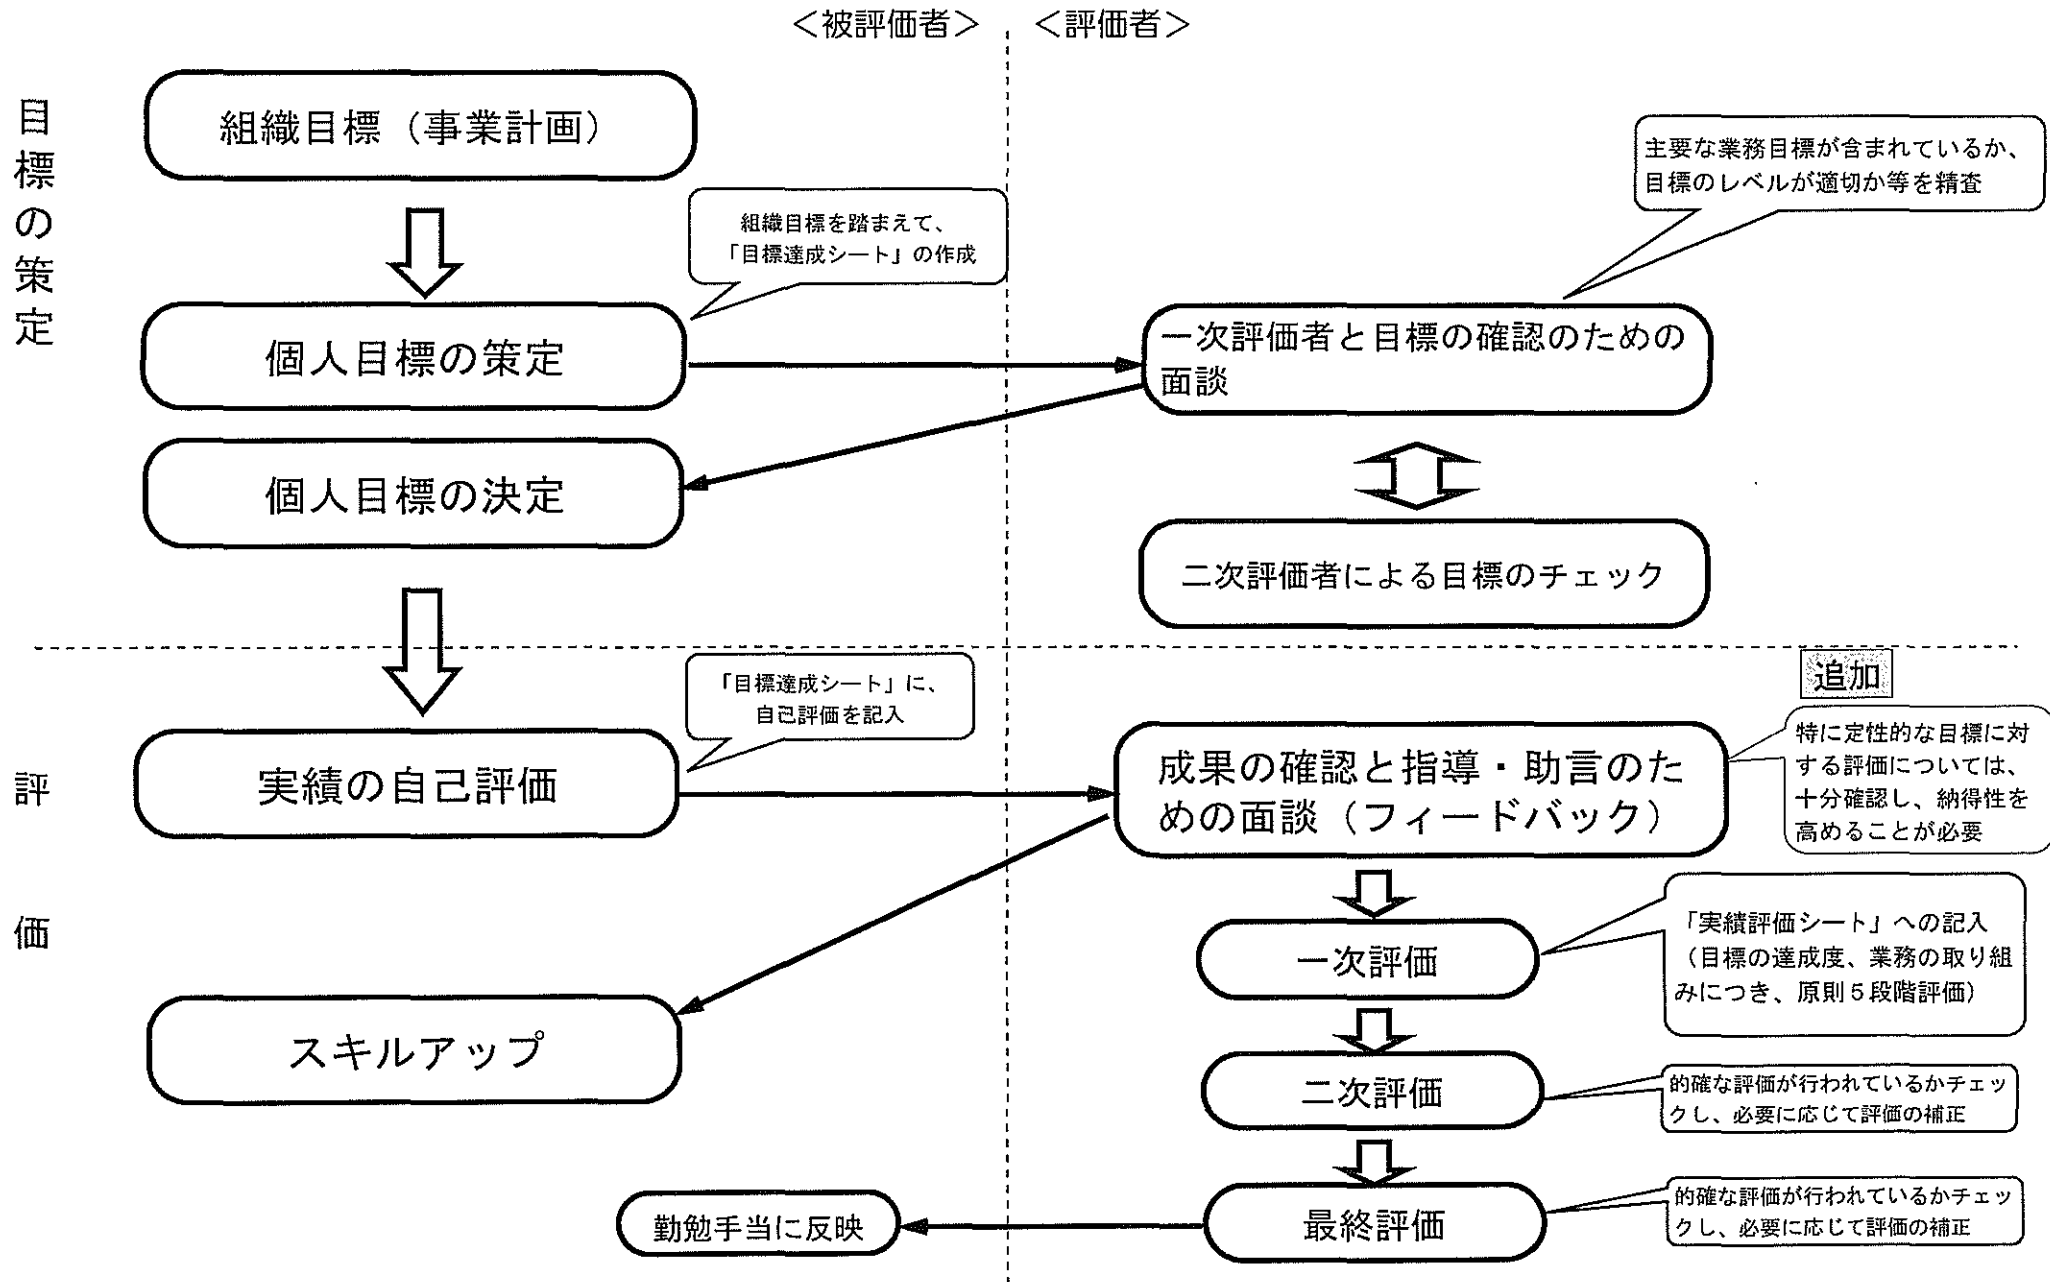 ＜被評価者＞
＜評価者＞
目標の策定
組織目標（事業計画）
組織目標を踏まえて、
「目標達成シート」の作成
主要な業務目標が含まれているか、
目標のレベルが適切か等を精査
個人目標の策定
一次評価者と目標の確認のための
面談
個人目標の決定
二次評価者による目標のチェック
評価
「目標達成シート」に、
自己評価を記入
追加
実績の自己評価
成果の確認と指導・助言のた
めの面談（フィードバック）
特に定性的な目標に対
する評価については、
十分確認し、納得性を
高めることが必要
一次評価
「実績評価シート」への記入
（目標の達成度、業務の取り組
みにつき、原則５段階評価）
スキルアップ
二次評価
的確な評価が行われているかチェッ
クし、必要に応じて評価の補正
勤勉手当に反映
最終評価
的確な評価が行われているかチェッ
クし、必要に応じて評価の補正